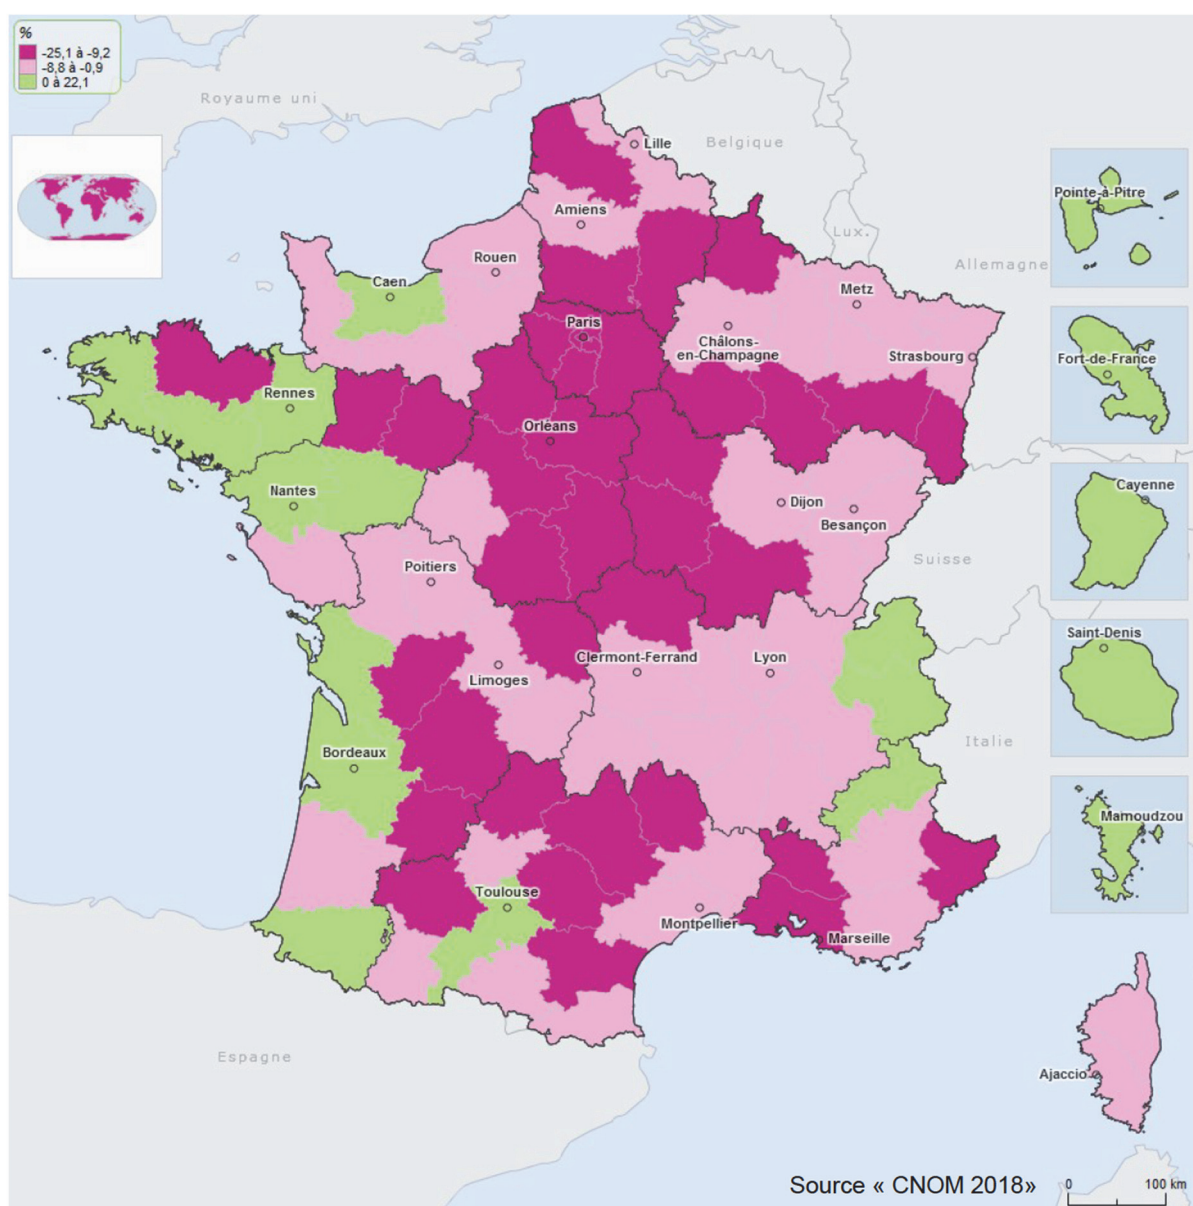 %
-25,1 à -9,2
-8,8 à -0,9
0 à 22,1
Royaume uni
Belgique
Lille
Pointe-à-Pitre
Amiens
Lux.
Rouen
Allemagne
Caen
Metz
Paris
Châlons-
en-Champagne
Strasbourg
Fort-de-France
Rennes
Orléans
Nantes
Dijon
Besançon
Cayenne
Poitiers
Suisse
Saint-Denis
Clermont-Ferrand
Lyon
Limoges
Italie
Bordeaux
Mamoudzou
Toulouse
Montpellier
Marseille
Espagne
Ajaccio
Source « CNOM 2018»
0 100 km